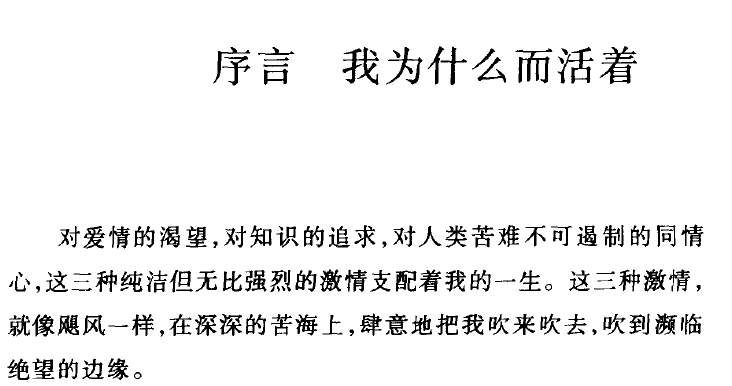 序言 我为什么而活着
对爱情的渴望,对知识的追求,对人类苦难不可遏制的同情
心,这三种纯洁但无比强烈的激情支配着我的一生。这三种激情,
就像飓风一样,在深深的苦海上,肆意地把我吹来吹去,吹到濒临
绝望的边缘。